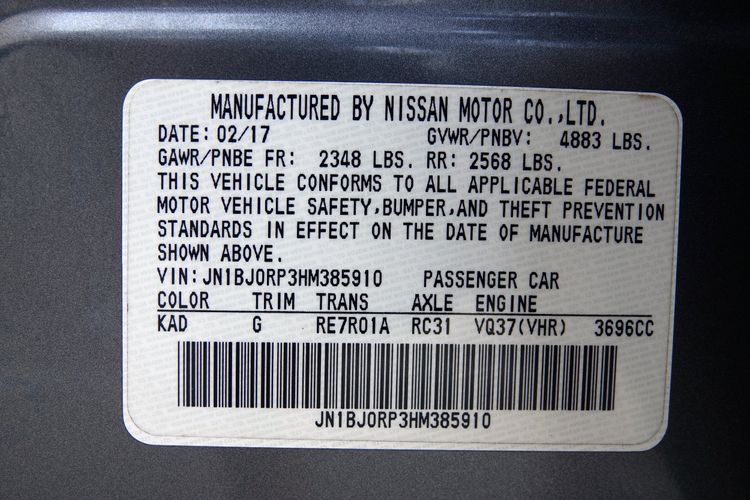 MANUFACTURED BY NISSAN MOTOR CO.,LTD.
DATE: 02/17 GVWR/PNBV: 4883 LBS.
GAWR/PNBE FR: 2348 LBS. RR: 2568 LBS.
THIS VEHICLE CONFORMS TO ALL APPLICABLE FEDERAL
MOTOR VEHICLE SAFETY,BUMPER,AND THEFT PREVENTION
STANDARDS IN EFFECT ON THE DATE OF MANUFACTURE
SHOWN ABOVE.
VIN: JN1BJ0RP3HM385910 PASSENGER CAR
COLOR TRIM TRANS AXLE ENGINE
KAD G RE7R01A RC31 VQ37(VHR) 3696CC
JN1BJ0RP3HM385910